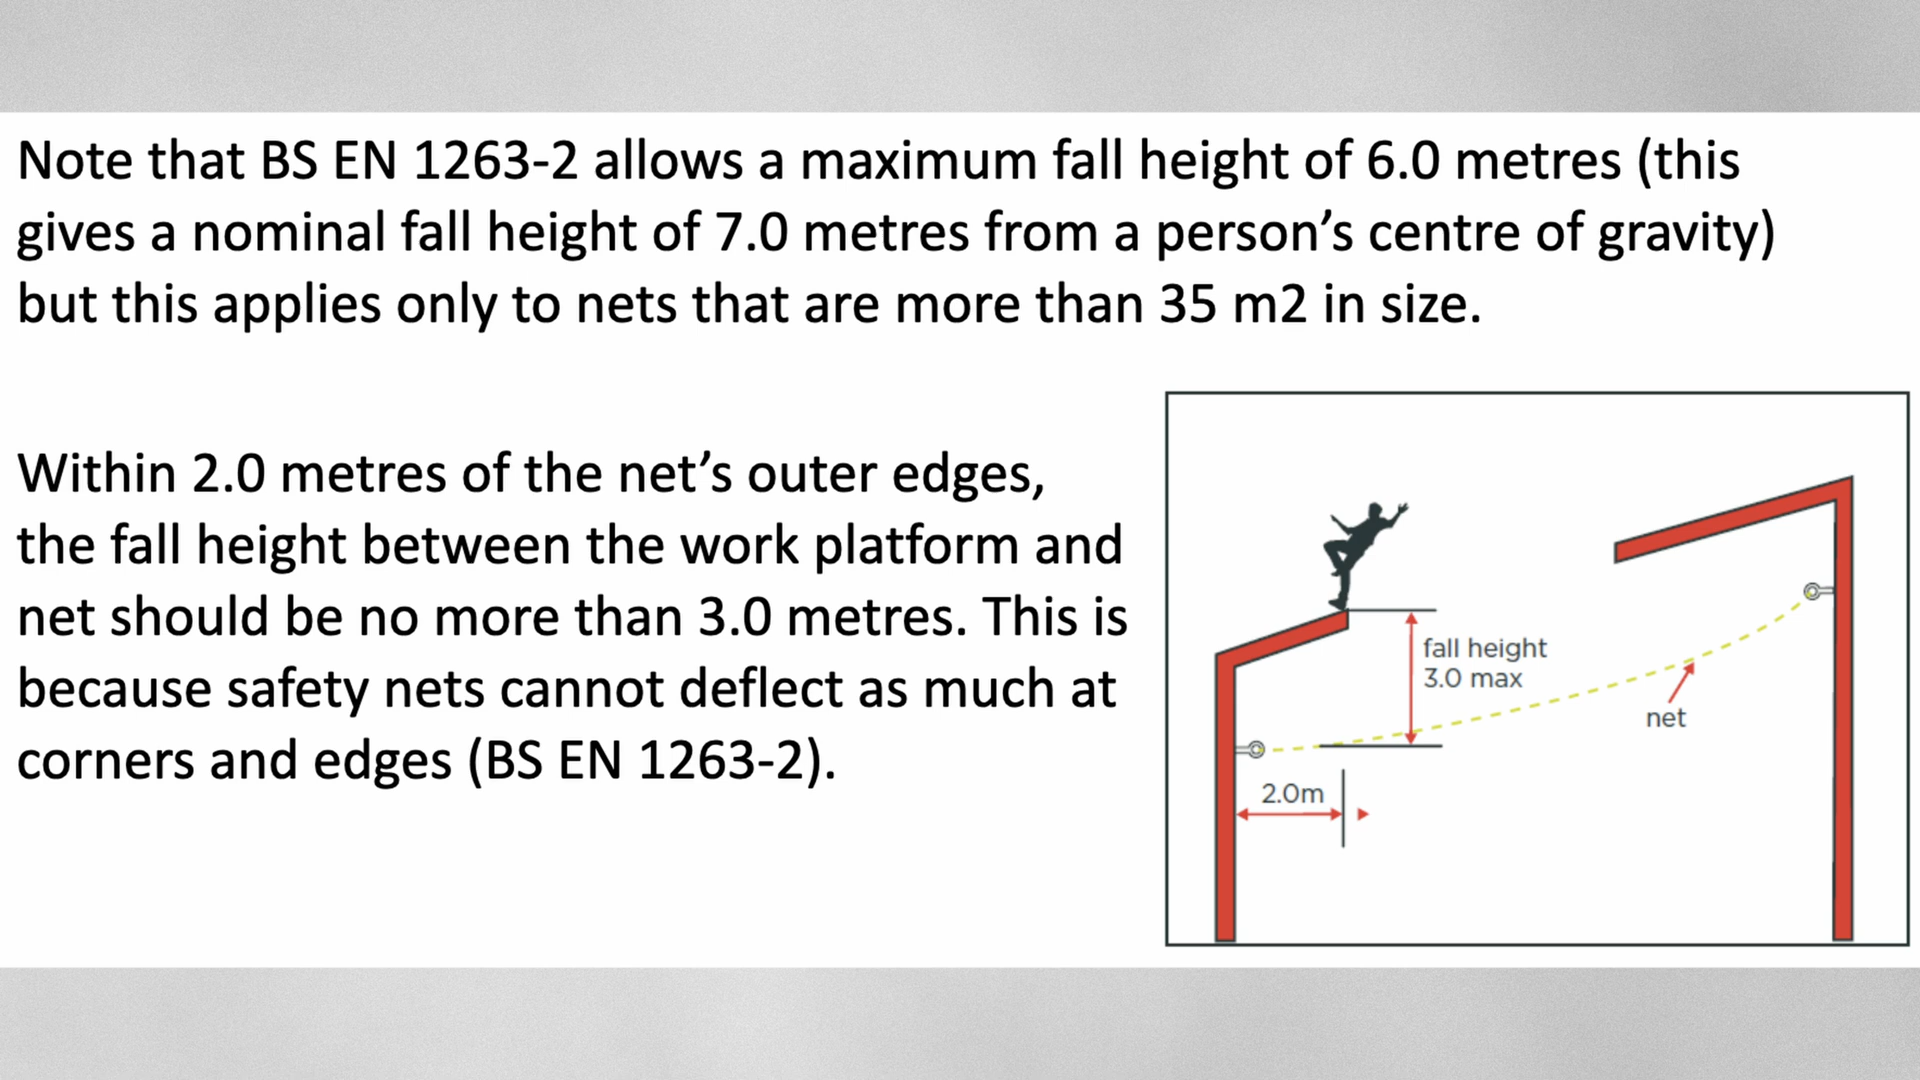 Note that BS EN 1263-2 allows a maximum fall height of 6.0 metres (this
gives a nominal fall height of 7.0 metres from a person’s centre of gravity)
but this applies only to nets that are more than 35 m2 in size.
Within 2.0 metres of the net’s outer edges,
the fall height between the work platform and
net should be no more than 3.0 metres. This is
because safety nets cannot deflect as much at
corners and edges (BS EN 1263-2).
fall height
3.0 max
net
2.0m